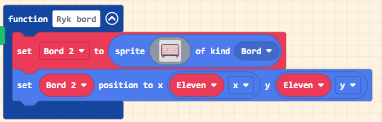 function Ryk bord
set Bord 2 to sprite of kind Bord
set Bord 2 position to x Eleven x y Eleven y